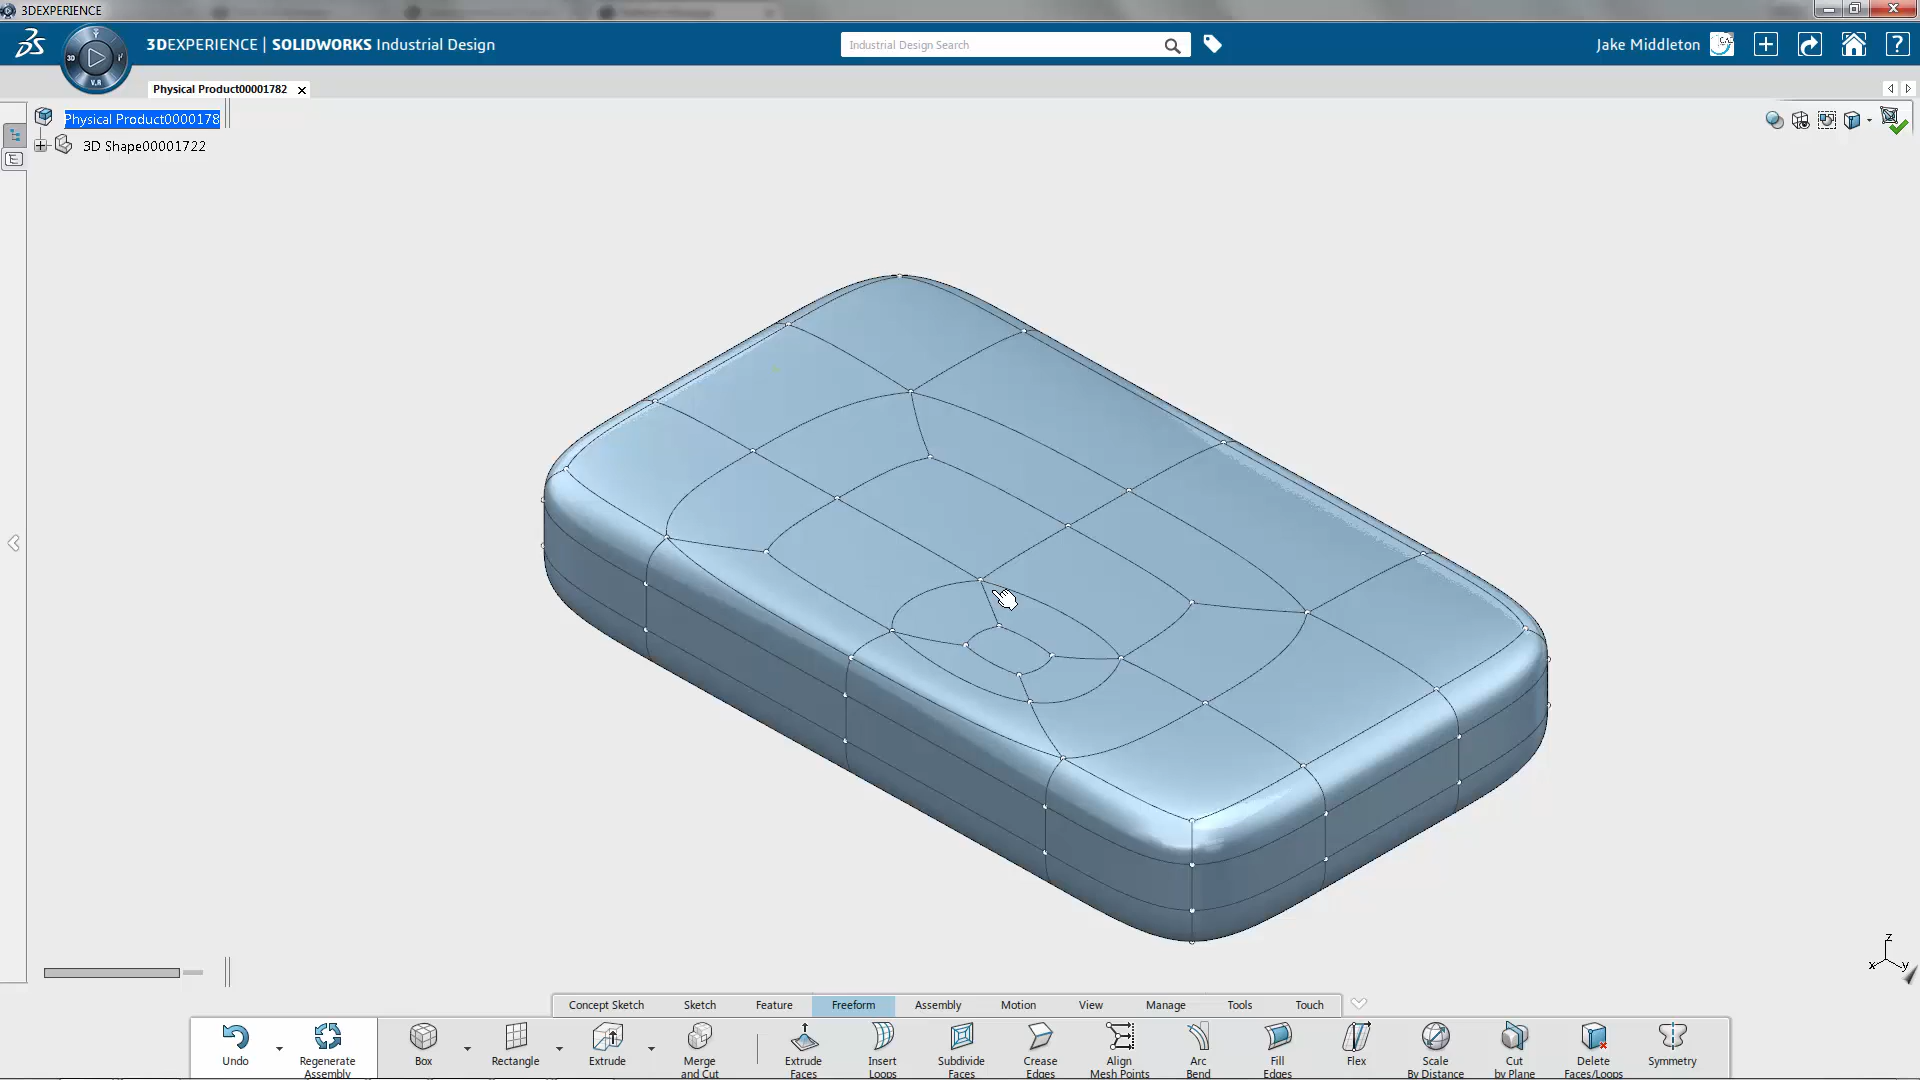 3DEXPERIENCE
3DEXPERIENCE | SOLIDWORKS Industrial Design
Industrial Design Search
Jake Middleton
3D
V.R
Physical Product00001782
Physical Product0000178
3D Shape00001722
z
x y
Concept Sketch Sketch Feature Freeform Assembly Motion View Manage Tools Touch
Undo Regenerate Assembly Box Rectangle Extrude Merge and Cut Extrude Faces Insert Loops Subdivide Faces Crease Edges Align Mesh Points Arc Bend Fill Edges Flex Scale By Distance Cut by Plane Delete Faces/Loops Symmetry